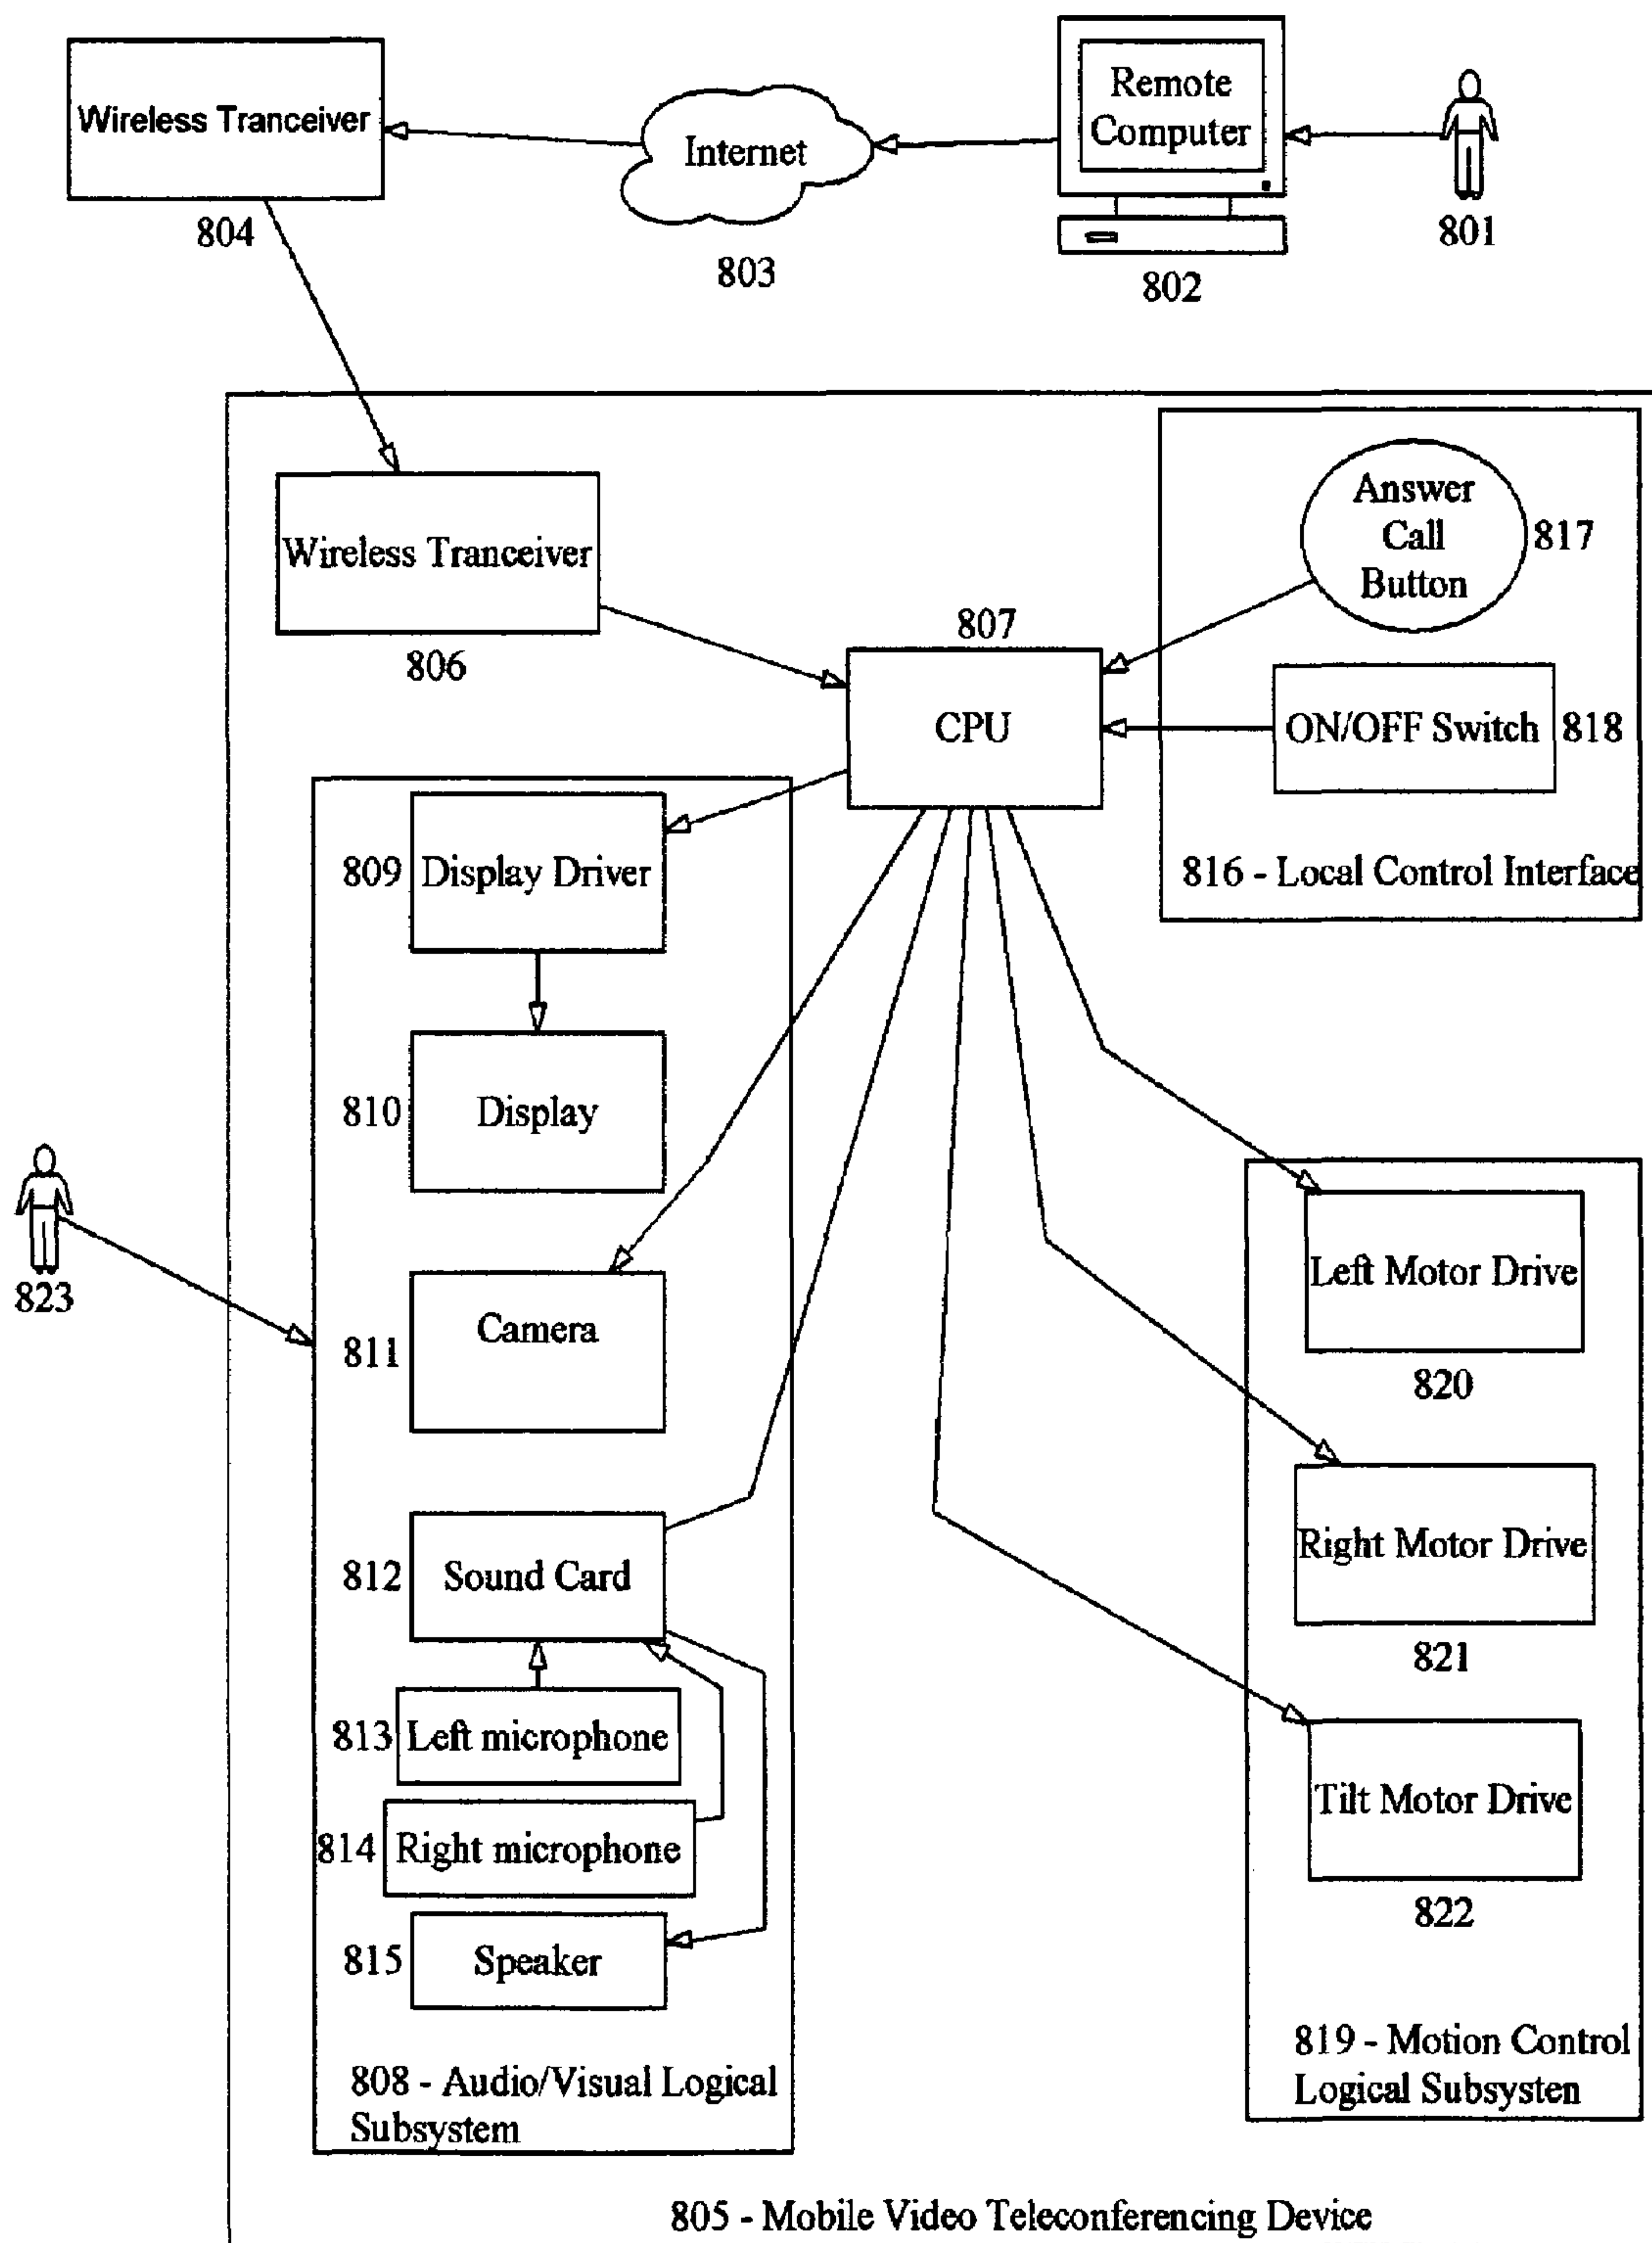 Wireless Tranceiver
804
Internet
803
Remote
Computer
802
801
Wireless Tranceiver
806
807
CPU
Answer
Call
Button
817
ON/OFF Switch
818
816 - Local Control Interface
809
Display Driver
810
Display
823
811
Camera
812
Sound Card
813
Left microphone
814
Right microphone
815
Speaker
808 - Audio/Visual Logical
Subsystem
Left Motor Drive
820
Right Motor Drive
821
Tilt Motor Drive
822
819 - Motion Control
Logical Subsysten
805 - Mobile Video Teleconferencing Device